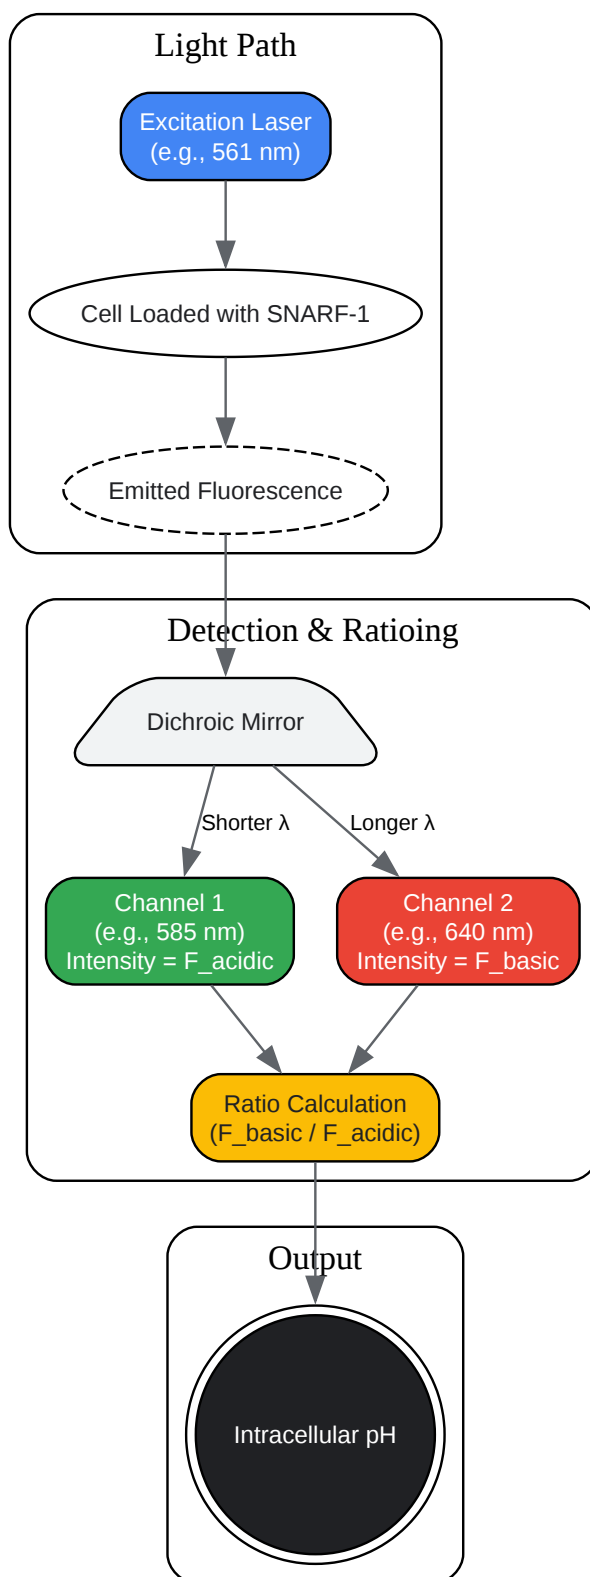 Light Path
Excitation Laser
(e.g., 561 nm)
Cell Loaded with SNARF-1
Emitted Fluorescence
Detection & Ratioing
Dichroic Mirror
Shorter λ
Longer λ
Channel 1
(e.g., 585 nm)
Intensity = F_acidic
Channel 2
(e.g., 640 nm)
Intensity = F_basic
Ratio Calculation
(F_basic / F_acidic)
Output
Intracellular pH